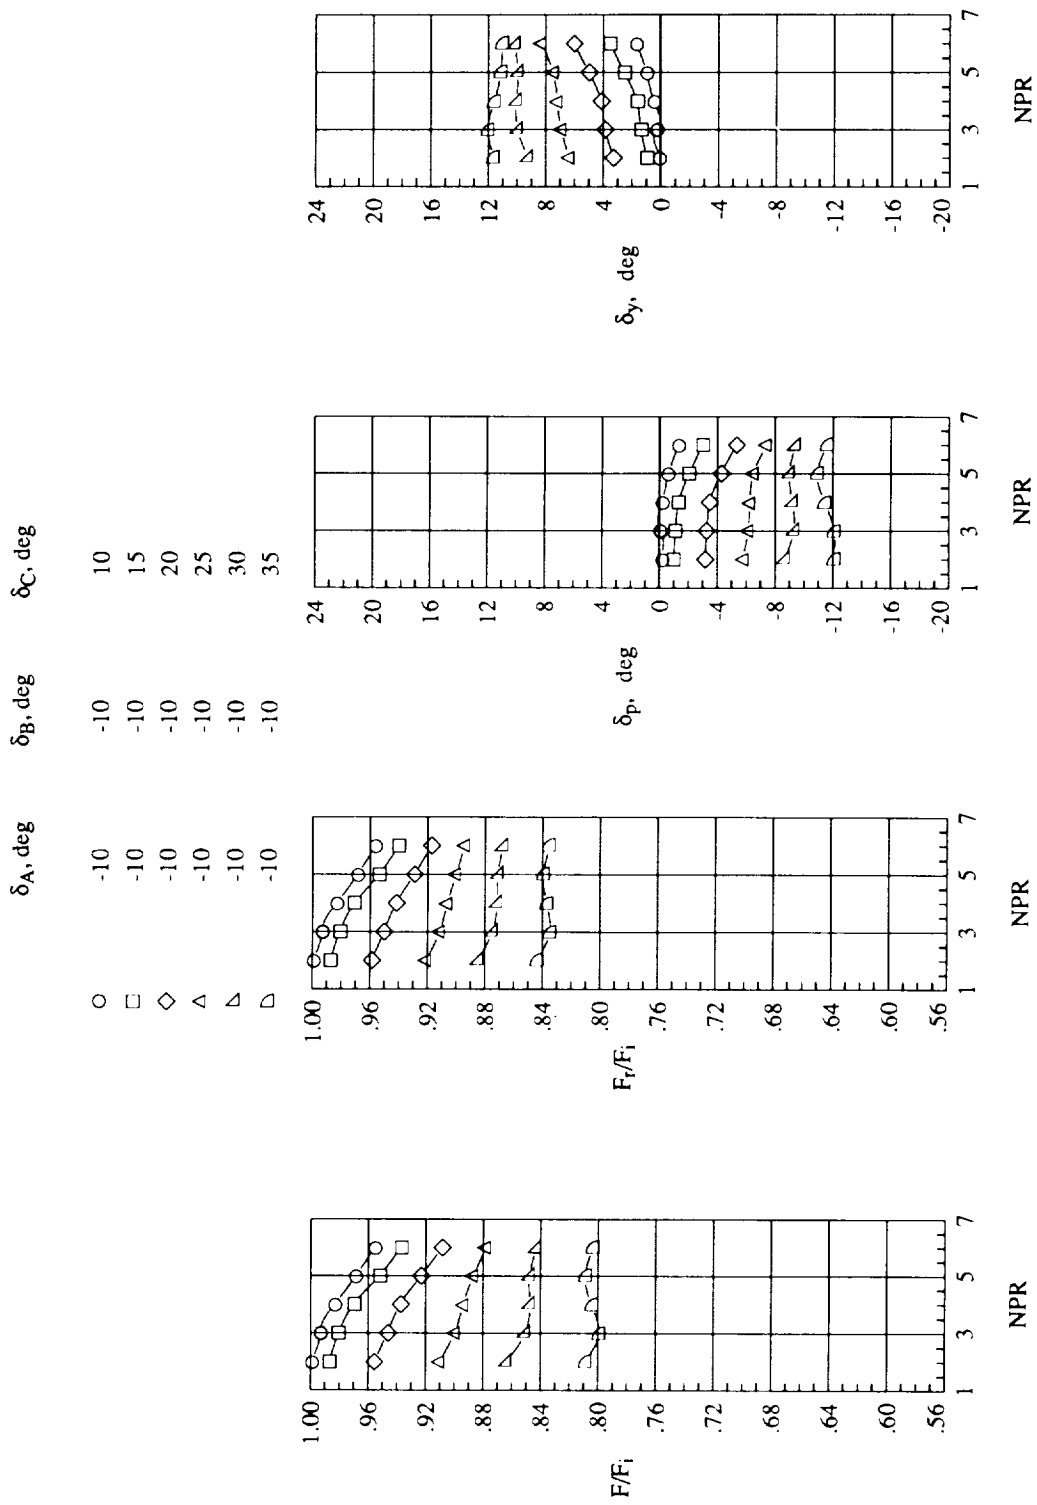 δA, deg δB, deg δC, deg
-10 -10 10
-10 -10 15
-10 -10 20
-10 -10 25
-10 -10 30
-10 -10 35
F/Fi
1.00
.96
.92
.88
.84
.80
.76
.72
.68
.60
.56
1 3 5 7
NPR
Fr/Fi
1.00
.96
.92
.88
.84
.80
.76
.72
.68
.60
.56
1 3 5 7
NPR
δp, deg
24
20
16
12
8
4
0
-4
-8
-12
-16
-20
1 3 5 7
NPR
δy, deg
24
20
16
12
8
4
0
-4
-8
-12
-16
-20
1 3 5 7
NPR